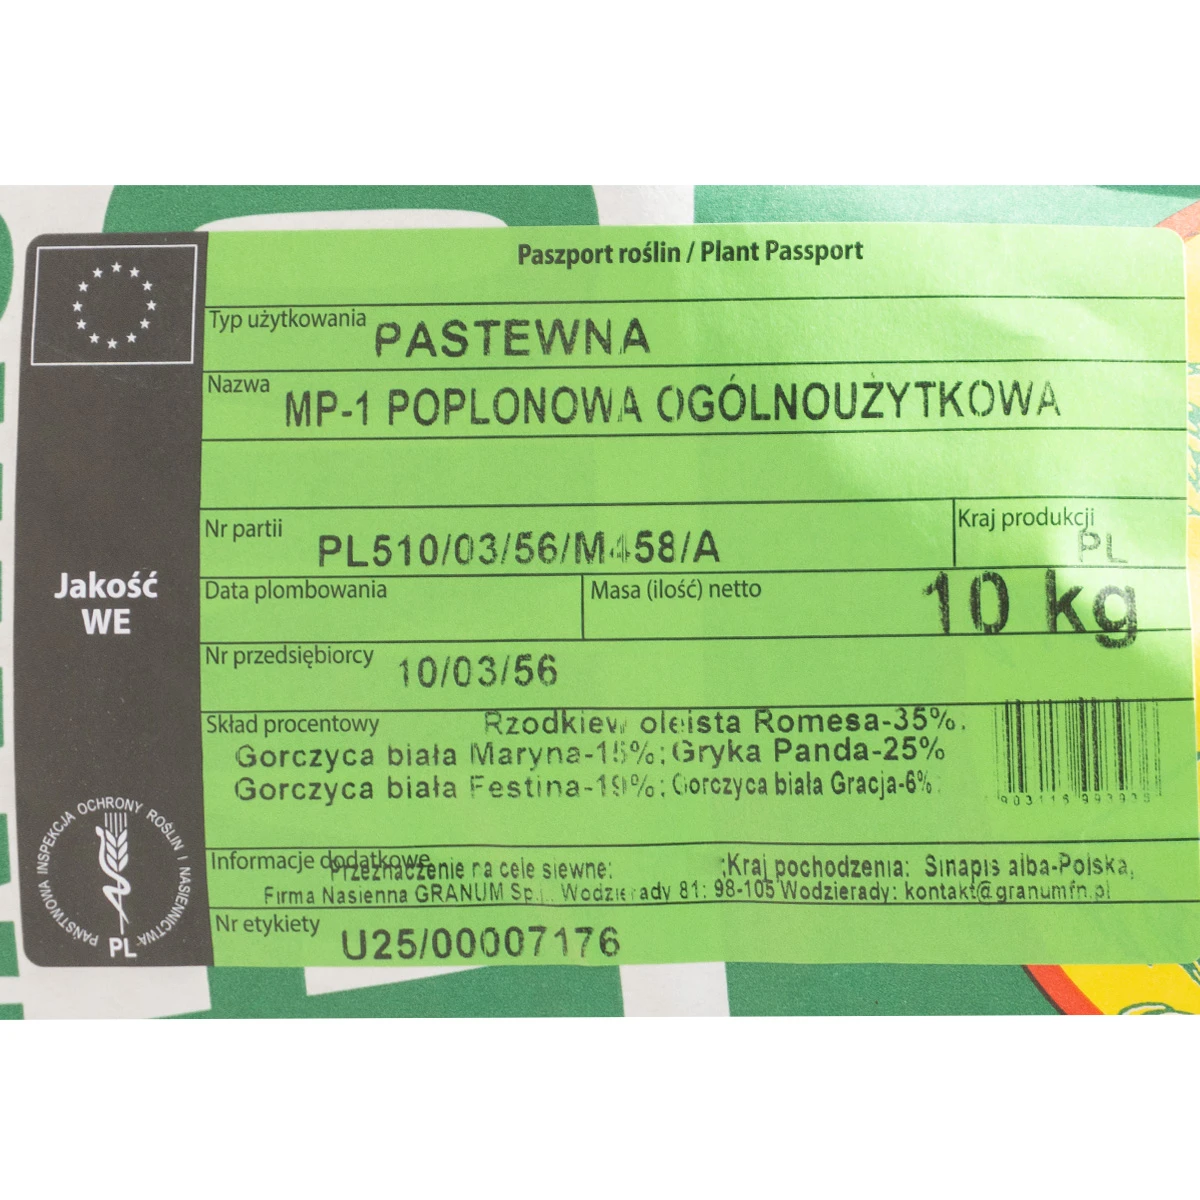 Paszport roślin / Plant Passport
Typ użytkowania PASTEWNA
Nazwa MP-1 POPLONOWA OGÓLNOUŻYTKOWA
Nr partii PL510/03/56/M458/A Kraj produkcji PL
Jakość WE
Data plombowania Masa (ilość) netto 10 kg
Nr przedsiębiorcy 10/03/56
Skład procentowy Rzodkiew oleista Romesa-35%.
Gorczyca biała Maryna-15%; Gryka Panda-25%
Gorczyca biała Festina-19%; Gorczyca biała Gracja-6%
Informacje dodatkowe Przeznaczenie na cele siewne: ;Kraj pochodzenia: Sinapis alba-Polska,
Firma Nasienna GRANUM Sp.j.. Wodzierady 81: 98-105 Wodzierady: kontakt@granumfn.pl
Nr etykiety U25/00007176
PAŃSTWOWA INSPEKCJA OCHRONY ROŚLIN I NASIENNICTWA
PL